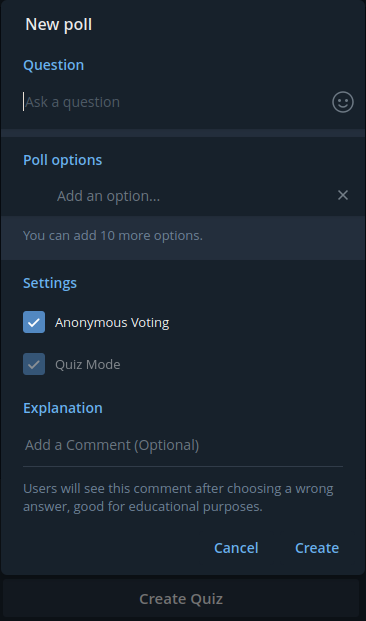 New poll
Question
Ask a question
Poll options
Add an option...
You can add 10 more options.
Settings
Anonymous Voting
Quiz Mode
Explanation
Add a Comment (Optional)
Users will see this comment after choosing a wrong
answer, good for educational purposes.
Cancel Create
Create Quiz